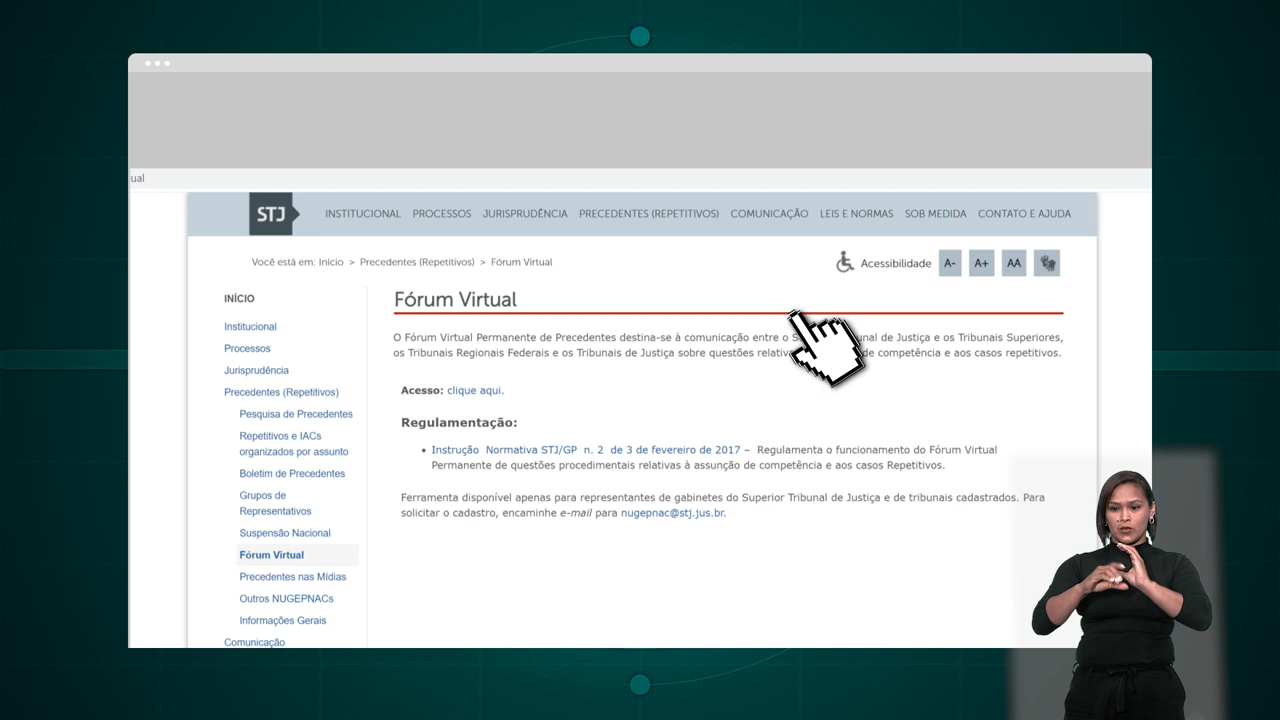 ual
STJ
INSTITUCIONAL PROCESSOS JURISPRUDÊNCIA PRECEDENTES (REPETITIVOS) COMUNICAÇÃO LEIS E NORMAS SOB MEDIDA CONTATO E AJUDA
Você está em: Início > Precedentes (Repetitivos) > Fórum Virtual
Acessibilidade A- A+ AA
INÍCIO
Institucional
Processos
Jurisprudência
Precedentes (Repetitivos)
Pesquisa de Precedentes
Repetitivos e IACs
organizados por assunto
Boletim de Precedentes
Grupos de
Representativos
Suspensão Nacional
Fórum Virtual
Precedentes nas Mídias
Outros NUGEPNACs
Informações Gerais
Comunicação
Fórum Virtual
O Fórum Virtual Permanente de Precedentes destina-se à comunicação entre o de Justiça e os Tribunais Superiores,
os Tribunais Regionais Federais e os Tribunais de Justiça sobre questões de competência e aos casos repetitivos.
Acesso: clique aqui.
Regulamentação:
• Instrução Normativa STJ/GP n. 2 de 3 de fevereiro de 2017 – Regulamenta o funcionamento do Fórum Virtual
Permanente de questões procedimentais relativas à assunção de competência e aos casos Repetitivos.
Ferramenta disponível apenas para representantes de gabinetes do Superior Tribunal de Justiça e de tribunais cadastrados. Para
solicitar o cadastro, encaminhe e-mail para nugepnac@stj.jus.br.